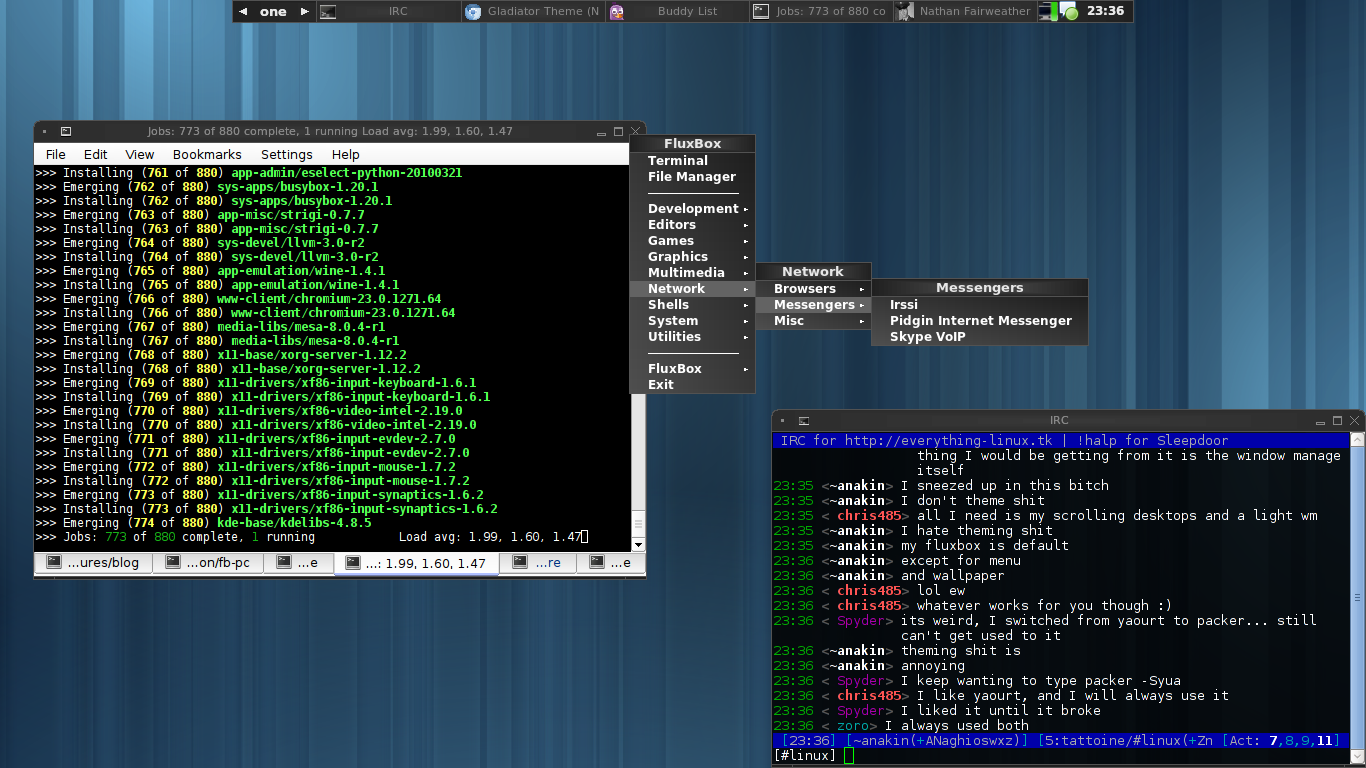 one
IRC
Gladiator Theme (N
Buddy List
Jobs: 773 of 880 co
Nathan Fairweather
23:36
Jobs: 773 of 880 complete, 1 running Load avg: 1.99, 1.60, 1.47
File Edit View Bookmarks Settings Help
>>> Installing (761 of 880) app-admin/eselect-python-20100321
>>> Emerging (762 of 880) sys-apps/busybox-1.20.1
>>> Installing (762 of 880) sys-apps/busybox-1.20.1
>>> Emerging (763 of 880) app-misc/strigi-0.7.7
>>> Installing (763 of 880) app-misc/strigi-0.7.7
>>> Emerging (764 of 880) sys-devel/llvm-3.0-r2
>>> Installing (764 of 880) sys-devel/llvm-3.0-r2
>>> Emerging (765 of 880) app-emulation/wine-1.4.1
>>> Installing (765 of 880) app-emulation/wine-1.4.1
>>> Emerging (766 of 880) www-client/chromium-23.0.1271.64
>>> Installing (766 of 880) www-client/chromium-23.0.1271.64
>>> Emerging (767 of 880) media-libs/mesa-8.0.4-r1
>>> Installing (767 of 880) media-libs/mesa-8.0.4-r1
>>> Emerging (768 of 880) x11-base/xorg-server-1.12.2
>>> Installing (768 of 880) x11-base/xorg-server-1.12.2
>>> Emerging (769 of 880) x11-drivers/xf86-input-keyboard-1.6.1
>>> Installing (769 of 880) x11-drivers/xf86-input-keyboard-1.6.1
>>> Emerging (770 of 880) x11-drivers/xf86-video-intel-2.19.0
>>> Installing (770 of 880) x11-drivers/xf86-video-intel-2.19.0
>>> Emerging (771 of 880) x11-drivers/xf86-input-evdev-2.7.0
>>> Installing (771 of 880) x11-drivers/xf86-input-evdev-2.7.0
>>> Emerging (772 of 880) x11-drivers/xf86-input-mouse-1.7.2
>>> Installing (772 of 880) x11-drivers/xf86-input-mouse-1.7.2
>>> Emerging (773 of 880) x11-drivers/xf86-input-synaptics-1.6.2
>>> Installing (773 of 880) x11-drivers/xf86-input-synaptics-1.6.2
>>> Emerging (774 of 880) kde-base/kdelibs-4.8.5
>>> Jobs: 773 of 880 complete, 1 running Load avg: 1.99, 1.60, 1.47
...ures/blog
...on/fb-pc
...e
...: 1.99, 1.60, 1.47
...re
...e
FluxBox
Terminal
File Manager
Development
Editors
Games
Graphics
Multimedia
Network
Shells
System
Utilities
FluxBox
Exit
Network
Browsers
Messengers
Misc
Messengers
Irssi
Pidgin Internet Messenger
Skype VoIP
IRC
IRC for http://everything-linux.tk | !halp for Sleepdoor
thing I would be getting from it is the window manage
itself
23:35 <~anakin> I sneezed up in this bitch
23:35 <~anakin> I don't theme shit
23:35 < chris485> all I need is my scrolling desktops and a light wm
23:35 <~anakin> I hate theming shit
23:35 <~anakin> my fluxbox is default
23:36 <~anakin> except for menu
23:36 <~anakin> and wallpaper
23:36 < chris485> lol ew
23:36 < chris485> whatever works for you though :)
23:36 < Spyder> its weird, I switched from yaourt to packer... still
can't get used to it
23:36 <~anakin> theming shit is
23:36 <~anakin> annoying
23:36 < Spyder> I keep wanting to type packer -Syua
23:36 < chris485> I like yaourt, and I will always use it
23:36 < Spyder> I liked it until it broke
23:36 < zoro> I always used both
[23:36] [~anakin(+ANaghioswxz)] [5:tattoine/#linux(+Zn [Act: 7,8,9,11]
[#linux]